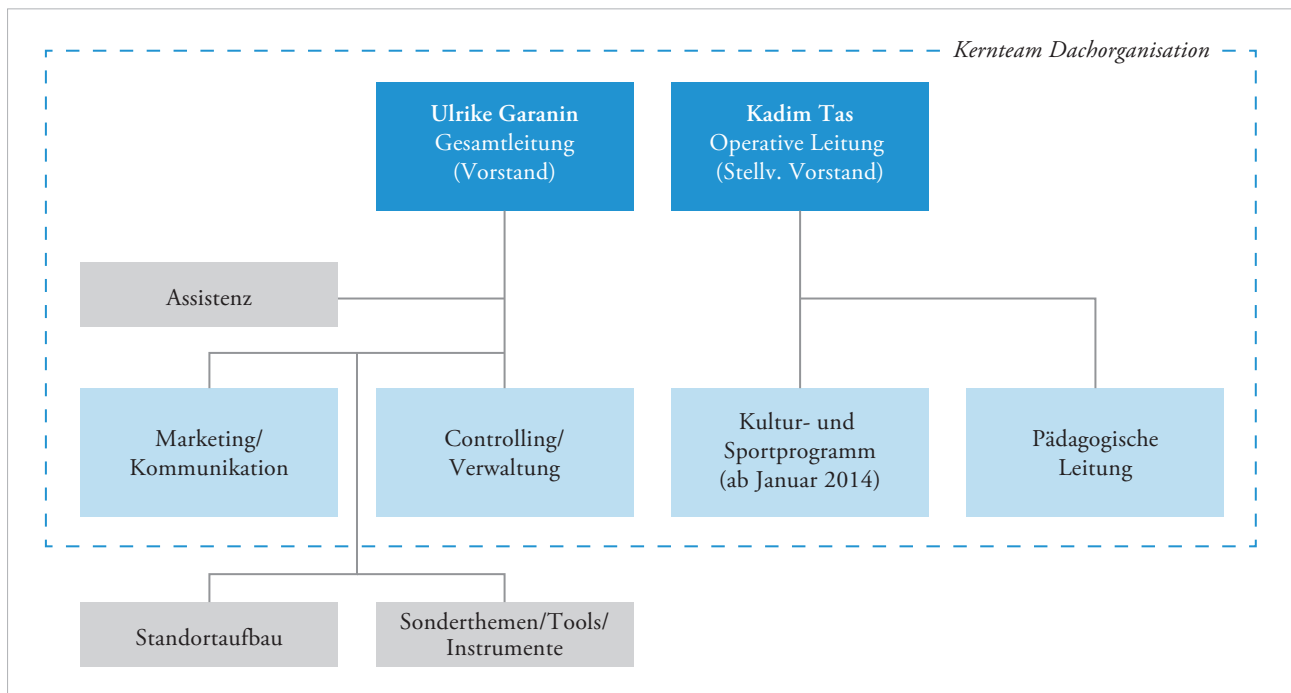 Kernteam Dachorganisation
Ulrike Garanin
Gesamtleitung
(Vorstand)
Kadim Tas
Operative Leitung
(Stellv. Vorstand)
Assistenz
Marketing/
Kommunikation
Controlling/
Verwaltung
Kultur- und
Sportprogramm
(ab Januar 2014)
Pädagogische
Leitung
Standortaufbau
Sonderthemen/Tools/
Instrumente